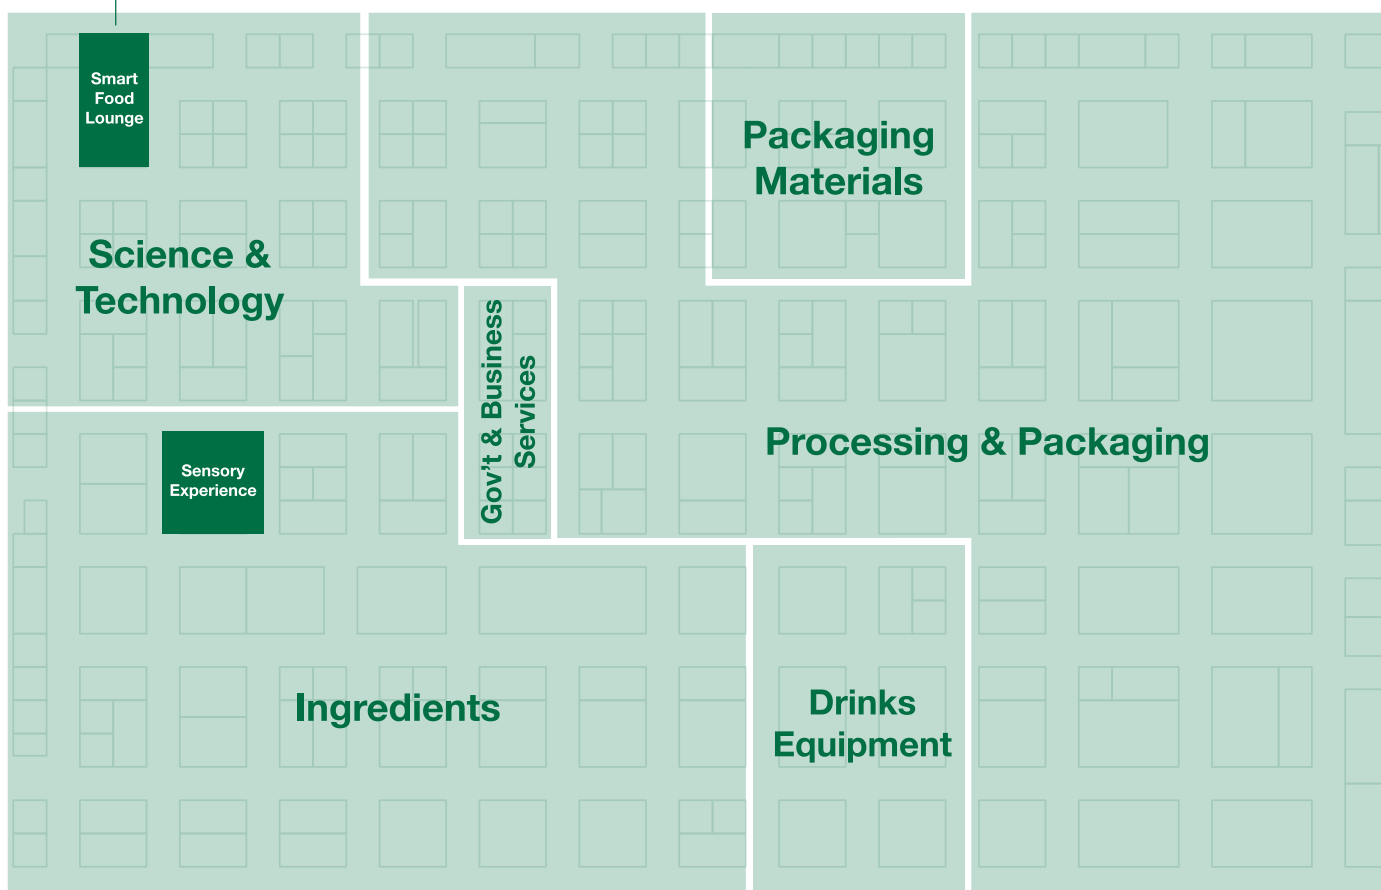 Smart
Food
Lounge
Packaging
Materials
Science &
Technology
Gov't & Business
Services
Processing & Packaging
Sensory
Experience
Ingredients
Drinks
Equipment